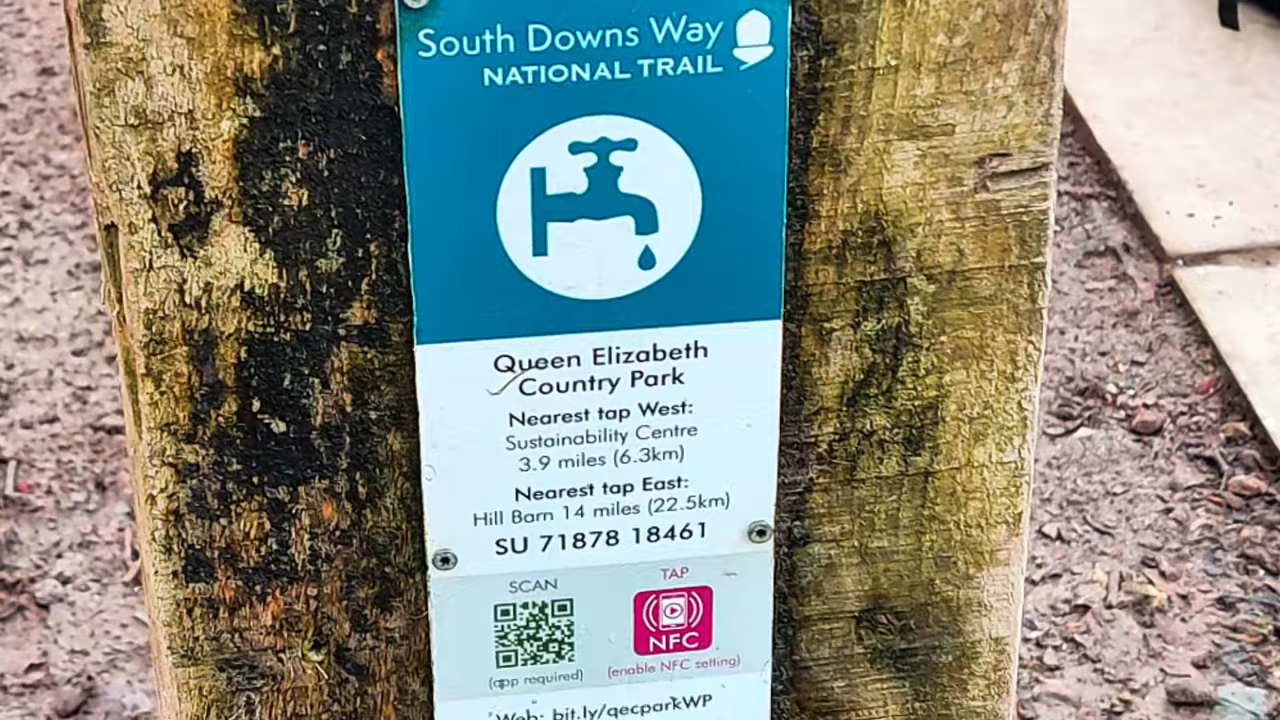 South Downs Way
NATIONAL TRAIL
Queen Elizabeth
Country Park
Nearest tap West:
Sustainability Centre
3.9 miles (6.3km)
Nearest tap East:
Hill Barn 14 miles (22.5km)
SU 71878 18461
SCAN
TAP
NFC
(app required)
(enable NFC setting)
Web: bit.ly/qecparkWP